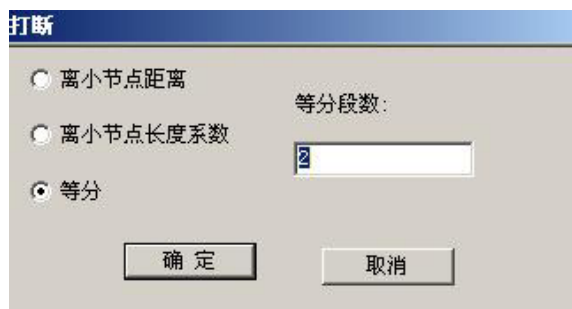 打断
离小节点距离
等分段数:
离小节点长度系数
2
等分
确定
取消